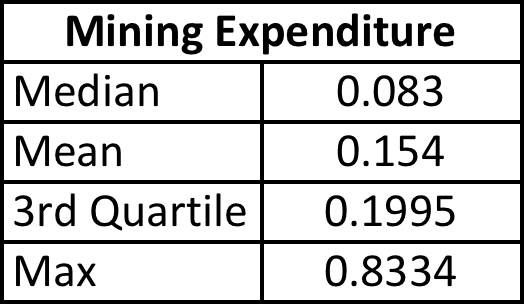 Mining Expenditure
Median 0.083
Mean 0.154
3rd Quartile 0.1995
Max 0.8334